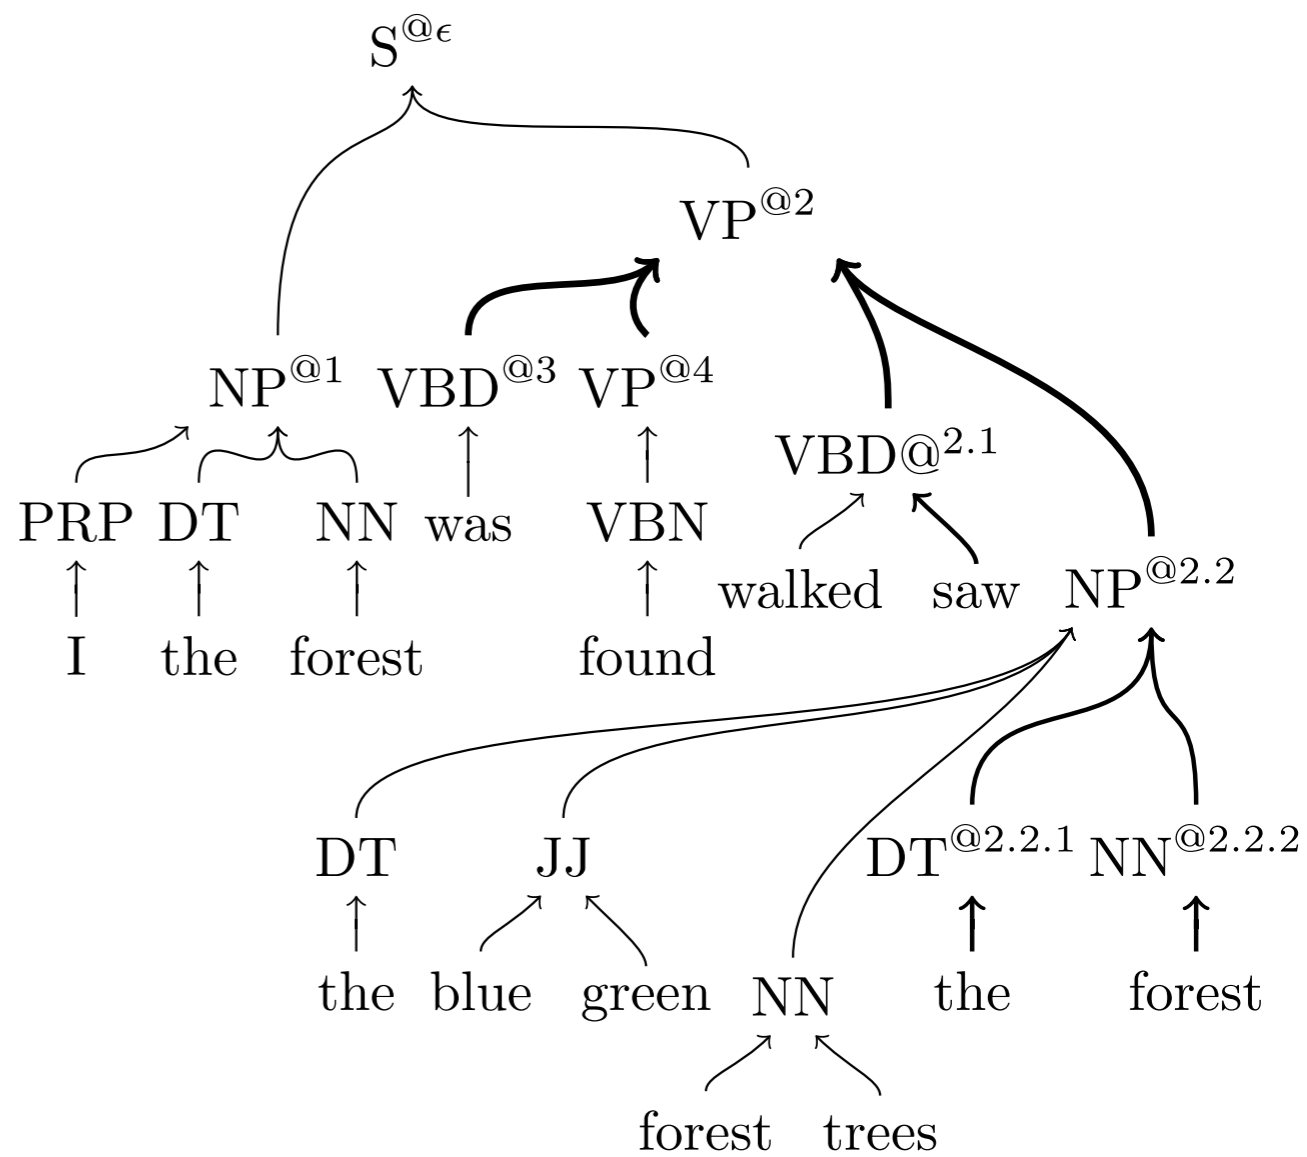 S^@ϵ
VP^@2
NP^@1 VBD^@3 VP^@4
VBD@^2.1
PRP DT NN was VBN
walked saw NP^@2.2
I the forest found
DT JJ DT^@2.2.1 NN^@2.2.2
the blue green NN the forest
forest trees